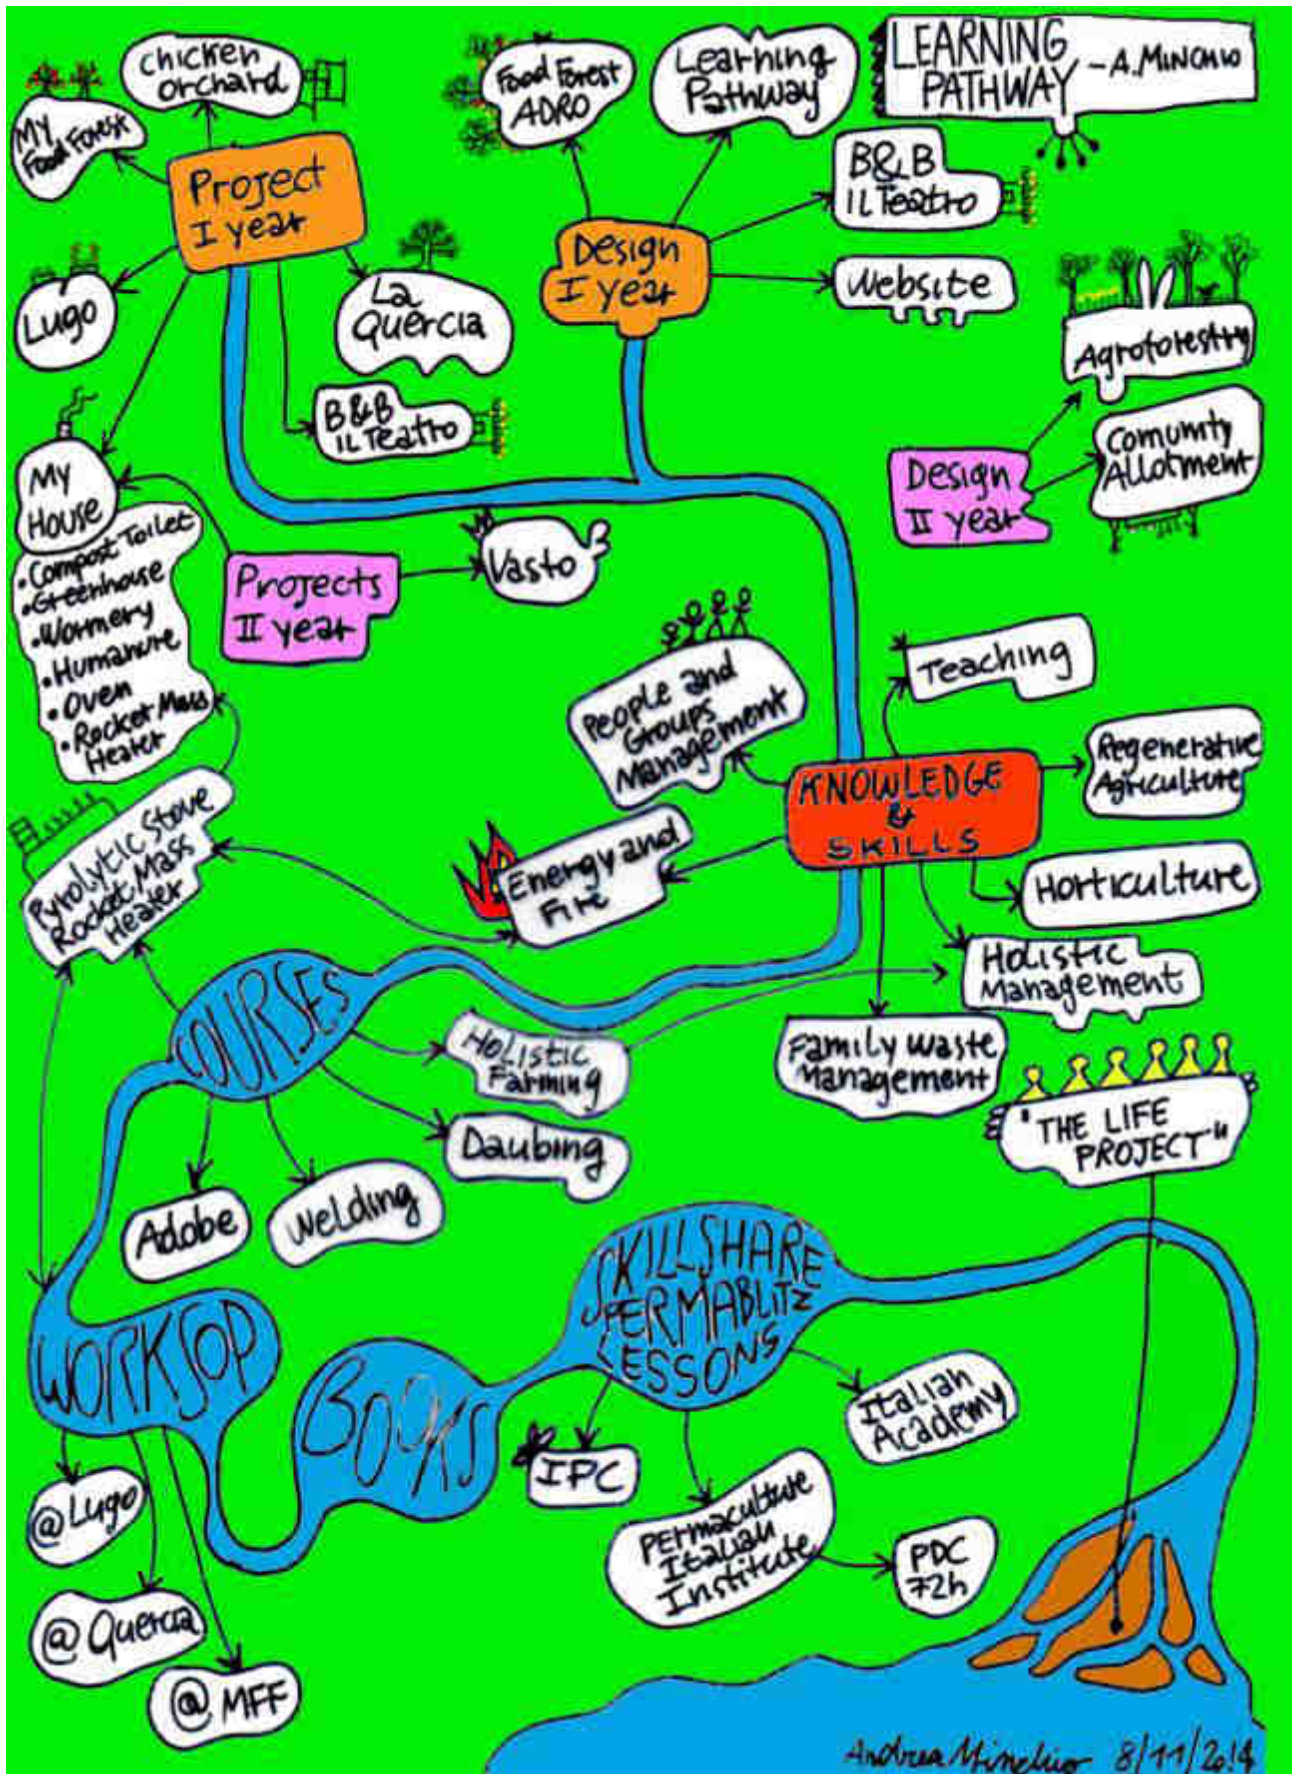 LEARNING
PATHWAY
- A. MINCHIO
Chicken
Orchard
My
Food Forest
Project
I year
Lugo
La
Quercia
B&B
IL Teatro
My
House
• Compost Toilet
• Greenhouse
• Wormery
• Humanure
• Oven
• Rocket Mass
Heater
Food Forest
ADRO
Learning
Pathway
Design
I year
B&B
IL Teatro
Website
Agroforestry
Design
II year
Comunity
Allotment
Projects
II year
Vasto
People and
Groups
Management
Teaching
KNOWLEDGE
&
SKILLS
Regenerative
Agriculture
Energy and
Fire
Horticulture
Holistic
Management
Family Waste
Management
Pyrolytic Stove
Rocket Mass
Heater
COURSES
Holistic
Farming
Daubing
Adobe
Welding
"THE LIFE
PROJECT"
WORKSOP
BOOKS
SKILLSHARE
PERMABLITZ
LESSONS
Italian
Academy
IPC
Permaculture
Italian
Institute
PDC
72h
@ Lugo
@ Quercia
@ MFF
Andrea Minchio 8/11/2014